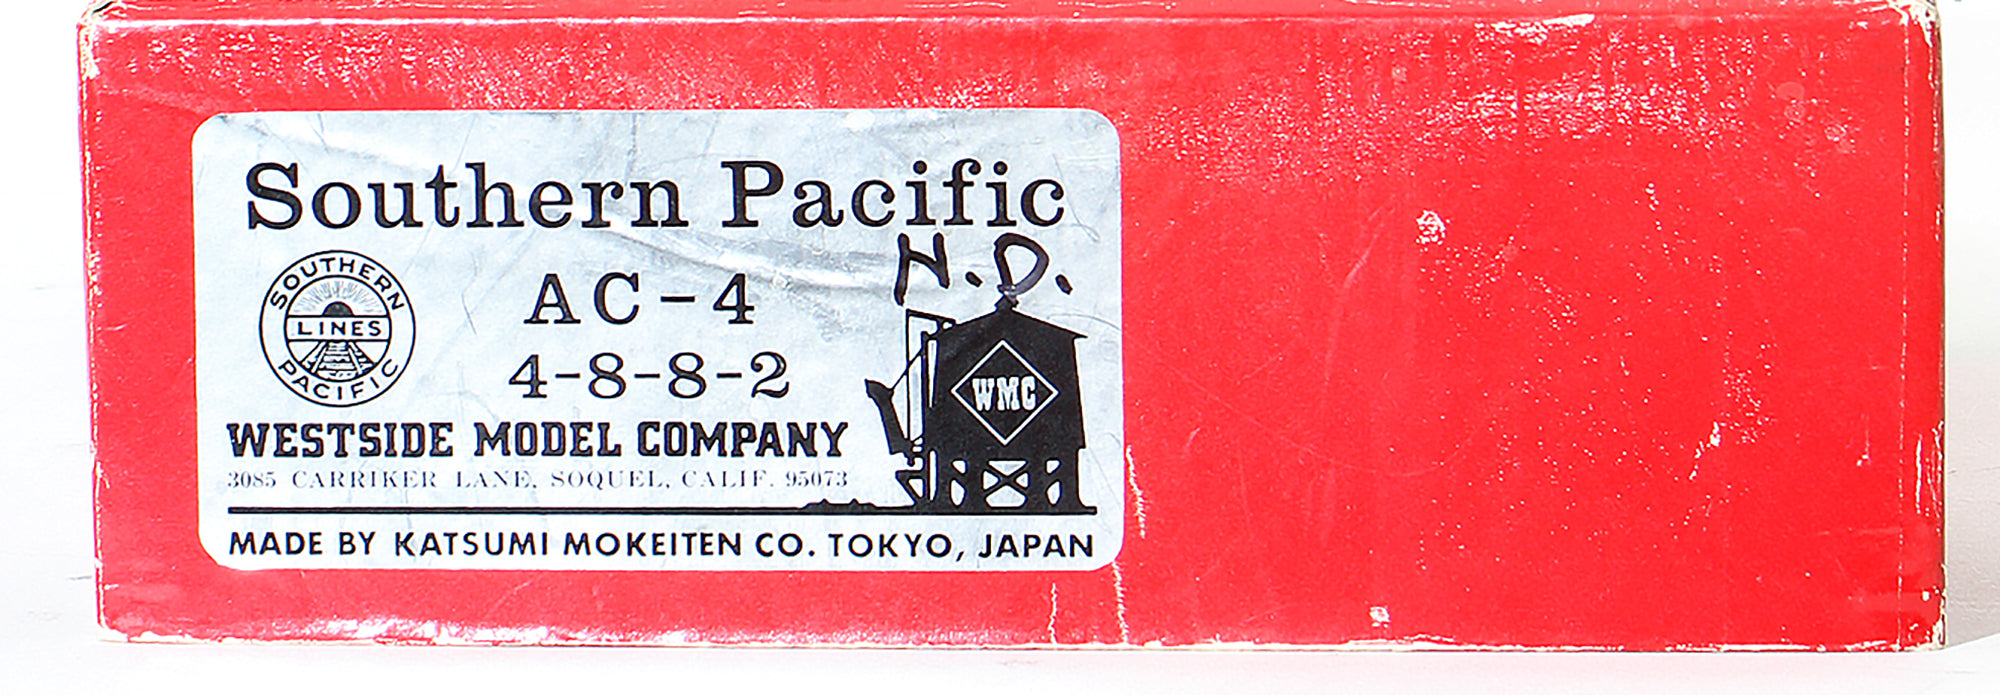 Southern Pacific
N.D.
SOUTHERN
LINES
PACIFIC
AC-4
4-8-8-2
WMC
WESTSIDE MODEL COMPANY
3085 CARRIKER LANE, SOQUEL, CALIF. 95073
MADE BY KATSUMI MOKEITEN CO. TOKYO, JAPAN